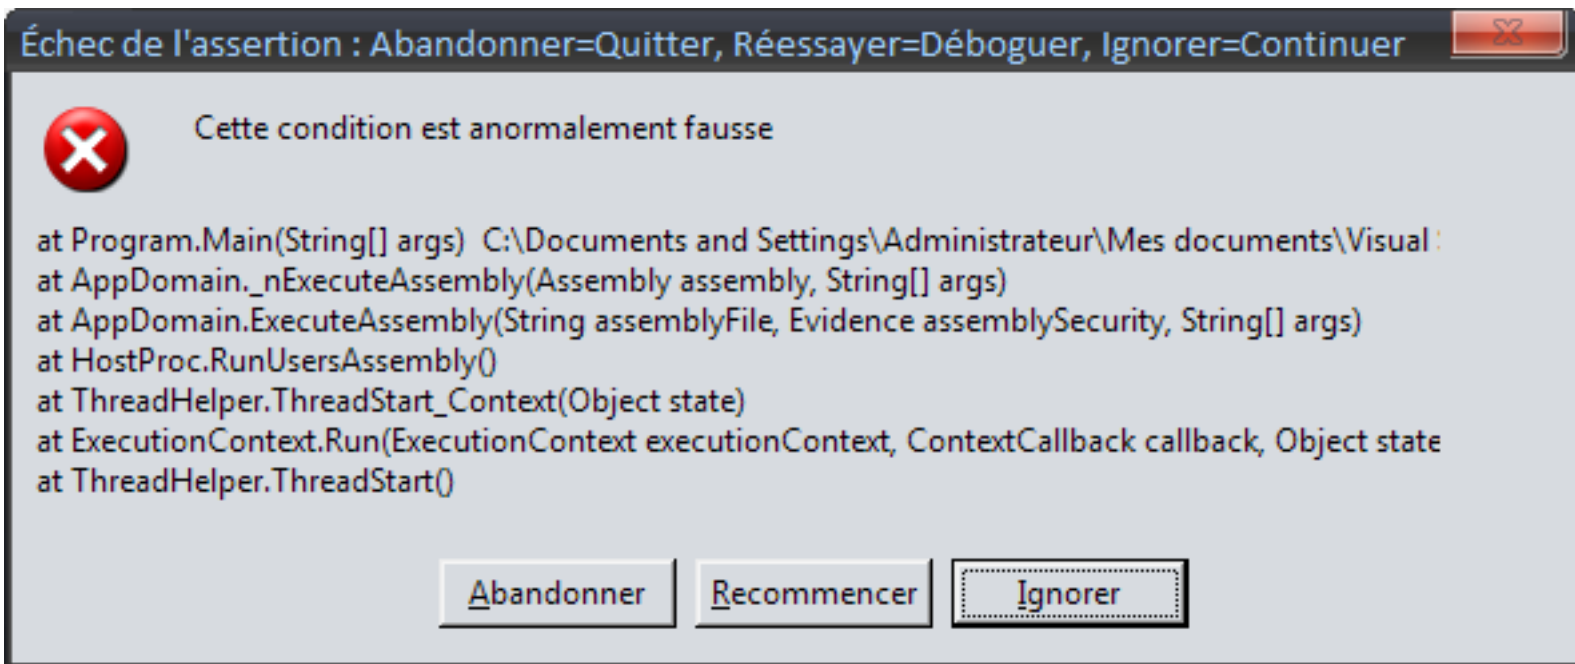 Échec de l'assertion : Abandonner=Quitter, Réessayer=Déboguer, Ignorer=Continuer
Cette condition est anormalement fausse
at Program.Main(String[] args)  C:\Documents and Settings\Administrateur\Mes documents\Visual
at AppDomain._nExecuteAssembly(Assembly assembly, String[] args)
at AppDomain.ExecuteAssembly(String assemblyFile, Evidence assemblySecurity, String[] args)
at HostProc.RunUsersAssembly()
at ThreadHelper.ThreadStart_Context(Object state)
at ExecutionContext.Run(ExecutionContext executionContext, ContextCallback callback, Object state
at ThreadHelper.ThreadStart()
Abandonner Recommencer Ignorer